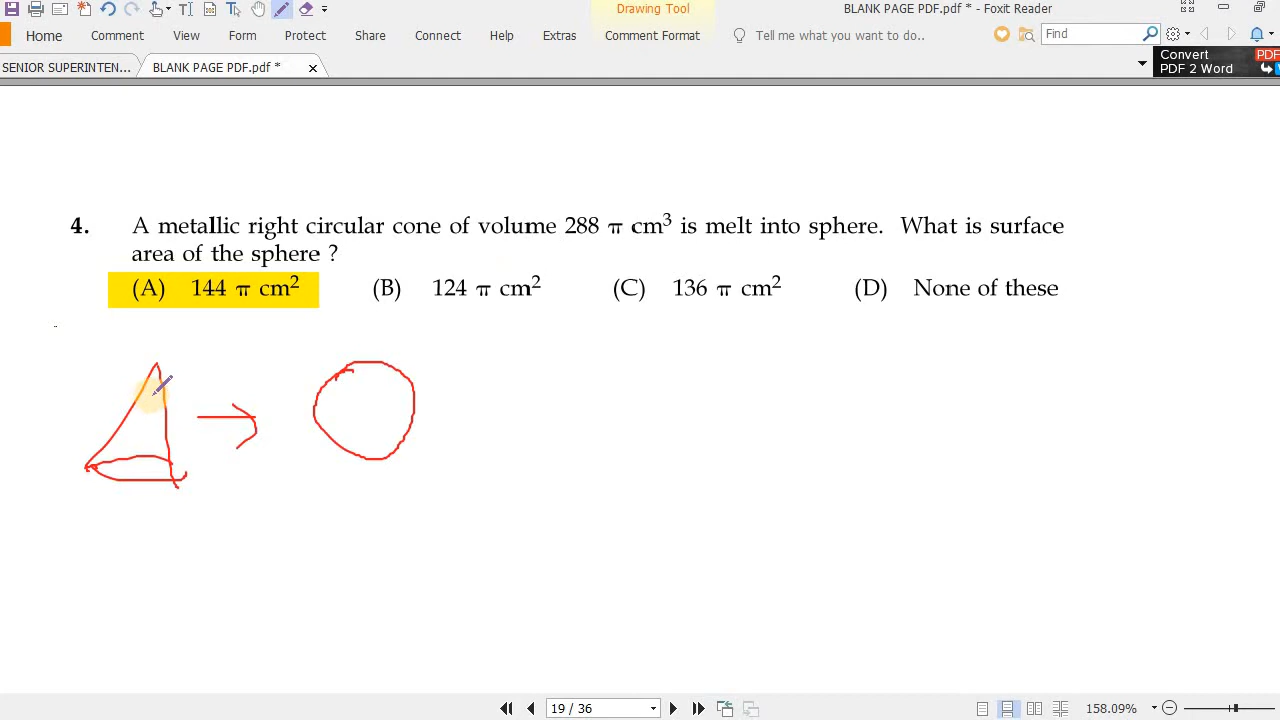 Drawing Tool
BLANK PAGE PDF.pdf * - Foxit Reader
Home Comment View Form Protect Share Connect Help Extras Comment Format Tell me what you want to do.. Find
SENIOR SUPERINTEN... BLANK PAGE PDF.pdf *
Convert PDF
PDF 2 Word
4. A metallic right circular cone of volume 288 π cm³ is melt into sphere. What is surface
area of the sphere ?
(A) 144 π cm² (B) 124 π cm² (C) 136 π cm² (D) None of these
19 / 36 158.09%